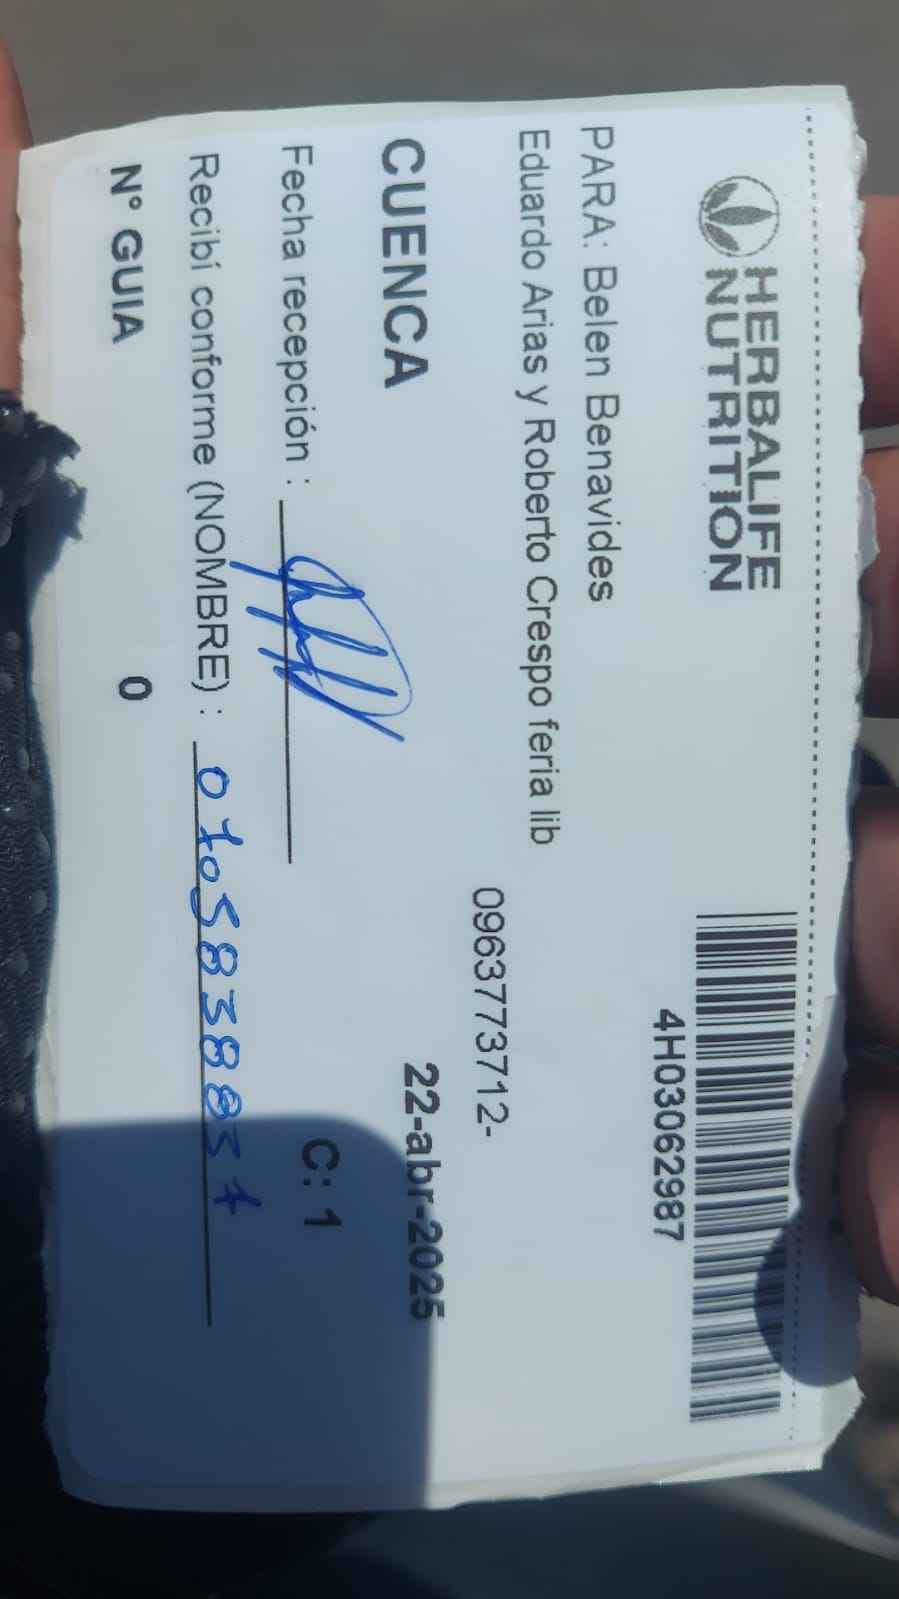 HERBALIFE
NUTRITION
4H03062987
PARA: Belen Benavides
Eduardo Arias y Roberto Crespo feria lib
0963773712-
CUENCA
22-abr-2025
Fecha recepción :
C: 1
Recibí conforme (NOMBRE) :
N° GUIA 0